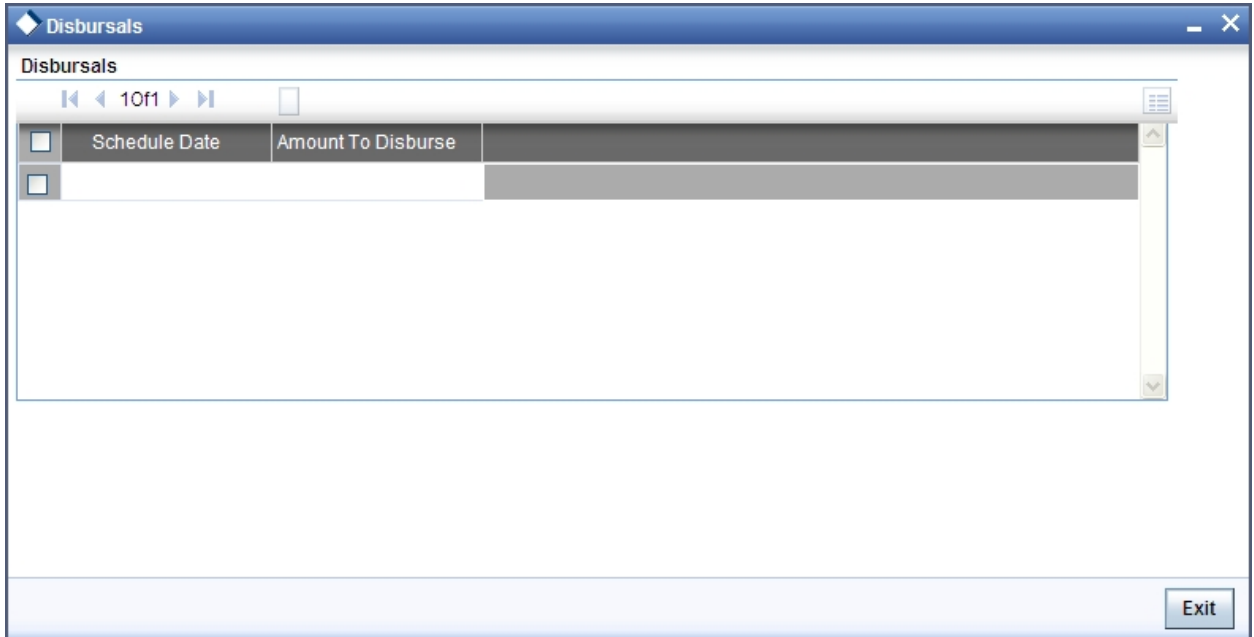 Disbursals
Disbursals
1Of1
Schedule Date Amount To Disburse
Exit